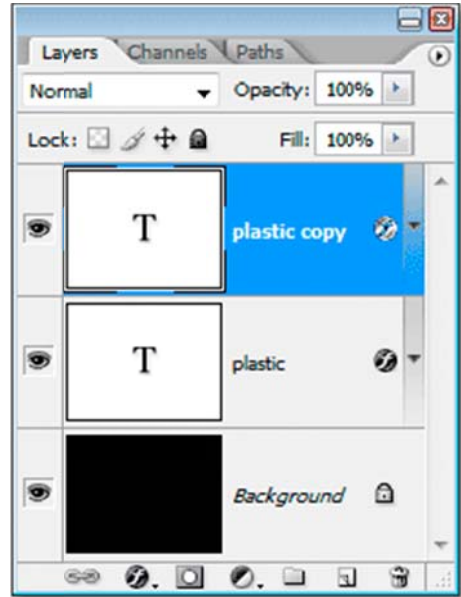 Layers Channels Paths
Normal Opacity: 100%
Lock: Fill: 100%
T plastic copy
T plastic
Background